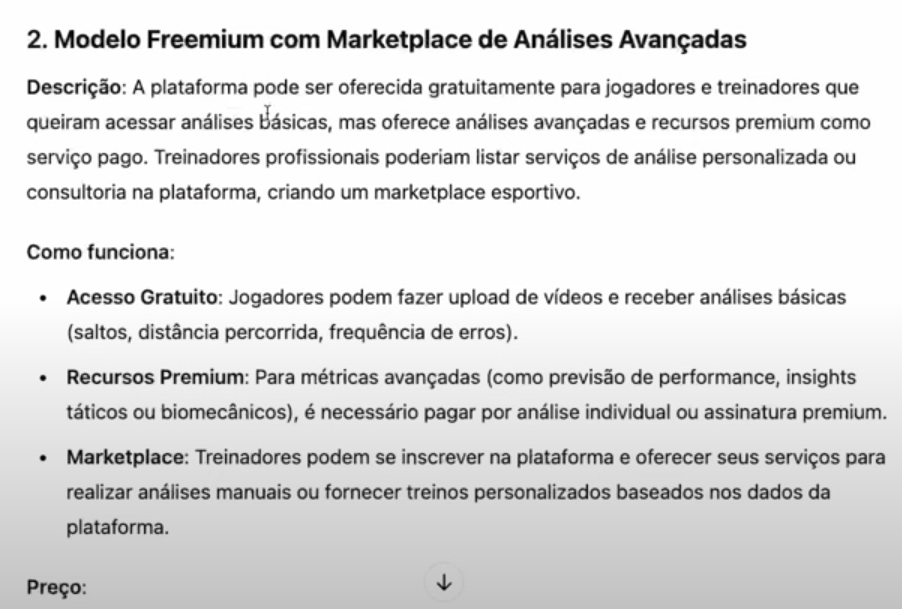 2. Modelo Freemium com Marketplace de Análises Avançadas
Descrição: A plataforma pode ser oferecida gratuitamente para jogadores e treinadores que
queiram acessar análises básicas, mas oferece análises avançadas e recursos premium como
serviço pago. Treinadores profissionais poderiam listar serviços de análise personalizada ou
consultoria na plataforma, criando um marketplace esportivo.
Como funciona:
• Acesso Gratuito: Jogadores podem fazer upload de vídeos e receber análises básicas
(saltos, distância percorrida, frequência de erros).
• Recursos Premium: Para métricas avançadas (como previsão de performance, insights
táticos ou biomecânicos), é necessário pagar por análise individual ou assinatura premium.
• Marketplace: Treinadores podem se inscrever na plataforma e oferecer seus serviços para
realizar análises manuais ou fornecer treinos personalizados baseados nos dados da
plataforma.
Preço: